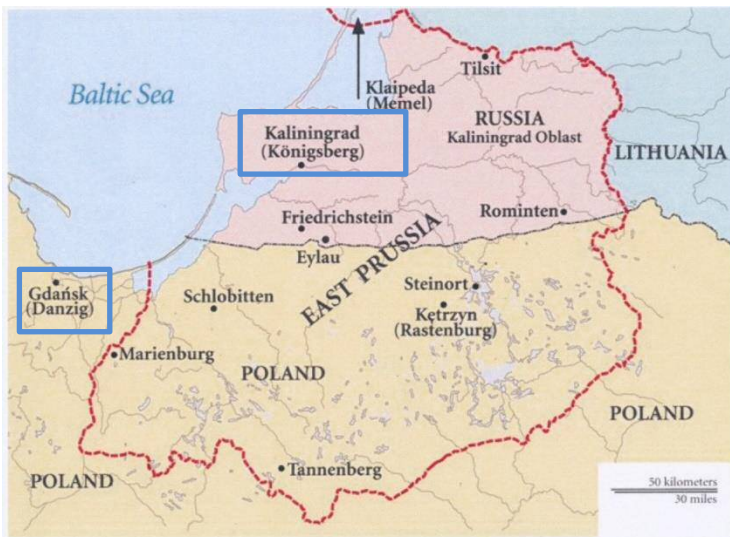 Baltic Sea
Klaipeda
(Memel)
Tilsit
RUSSIA
Kaliningrad Oblast
LITHUANIA
Kaliningrad
(Königsberg)
Friedrichstein
Rominten
Eylau
EAST PRUSSIA
Gdańsk
(Danzig)
Schlobitten
Steinort
Kętrzyn
(Rastenburg)
Marienburg
POLAND
POLAND
POLAND
Tannenberg
50 kilometers
30 miles